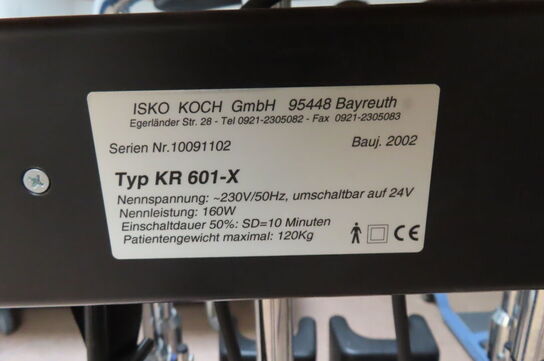 ISKO KOCH GmbH 95448 Bayreuth
Egerländer Str. 28 - Tel 0921-2305082 - Fax 0921-2305083
Serien Nr.10091102 Bauj. 2002
Typ KR 601-X
Nennspannung: ~230V/50Hz, umschaltbar auf 24V
Nennleistung: 160W
Einschaltdauer 50%: SD=10 Minuten
Patientengewicht maximal: 120Kg CE